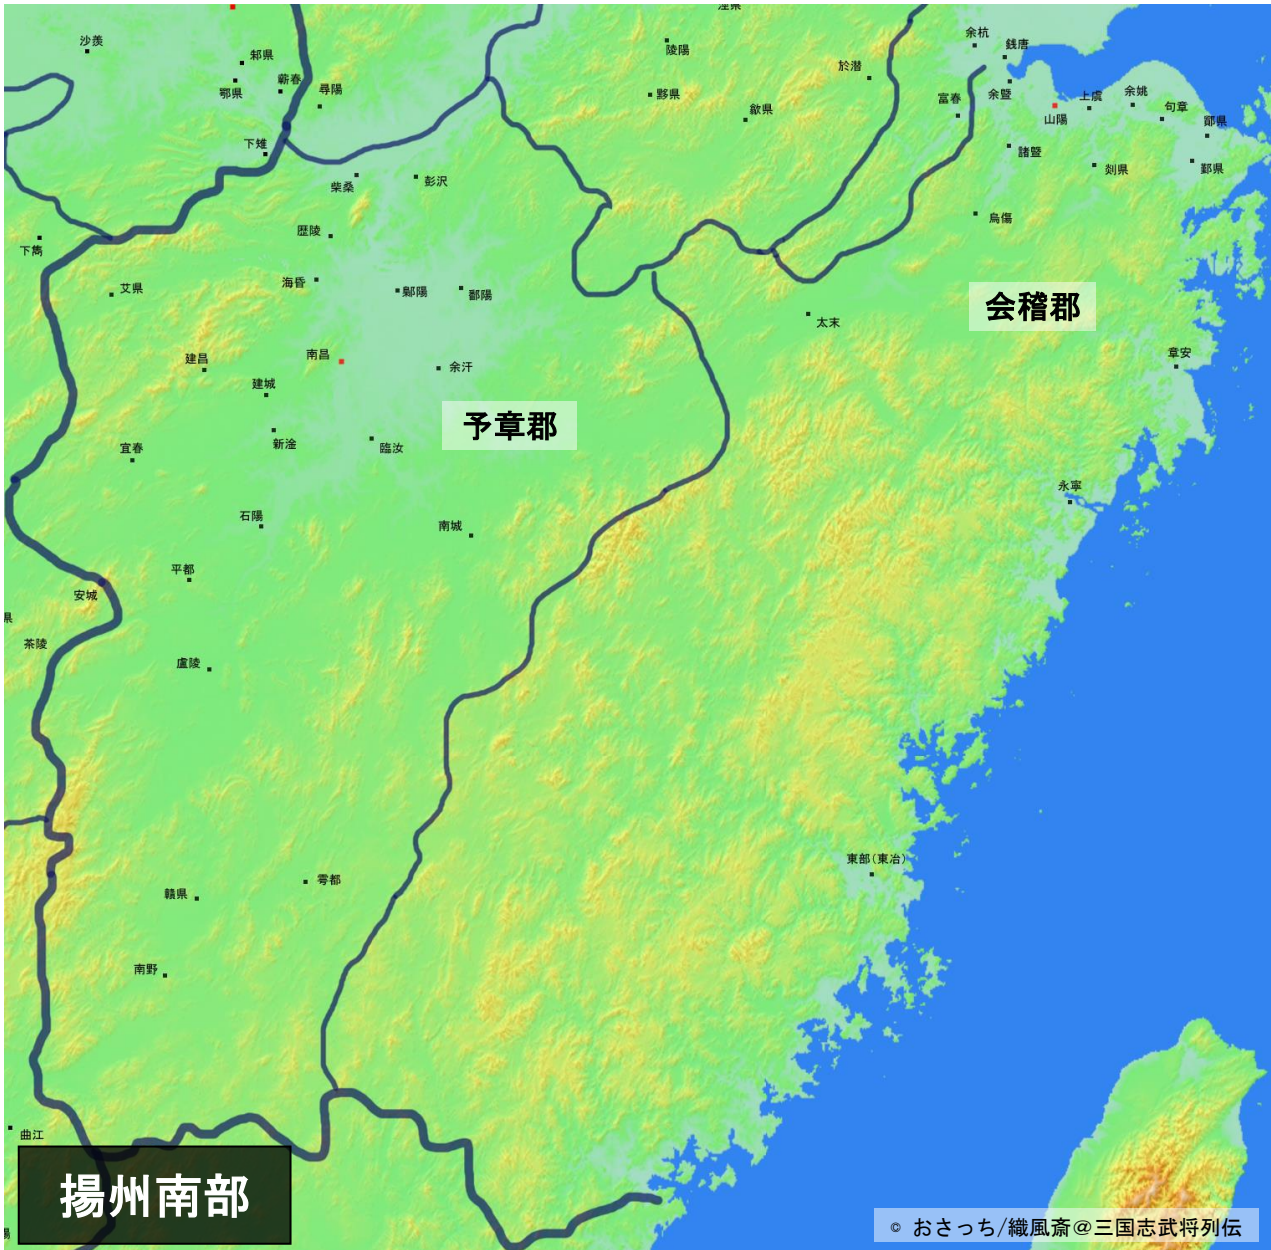 沙羨
邾県
鄂県
蘄春
尋陽
下雉
陵陽
黟県
歙県
於潜
余杭
銭唐
富春
余暨
山陽
上虞
余姚
句章
鄮県
鄞県
諸暨
剡県
烏傷
柴桑
彭沢
歴陵
下雋
艾県
海昏
鄡陽
鄱陽
太末
会稽郡
章安
建昌
南昌
余汗
建城
予章郡
新淦
臨汝
宜春
永寧
石陽
南城
平都
安城
県
茶陵
廬陵
東部(東冶)
贛県
雩都
南野
曲江
揚州南部
© おさっち/織風斎@三国志武将列伝